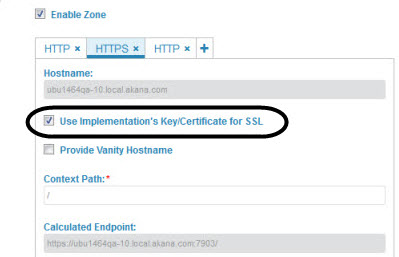 Enable Zone
HTTP × HTTPS × HTTP × +
Hostname:
ubu1464qa-10.local.akana.com
Use Implementation's Key/Certificate for SSL
Provide Vanity Hostname
Context Path:*
/
Calculated Endpoint:
https://ubu1464qa-10.local.akana.com:7903/